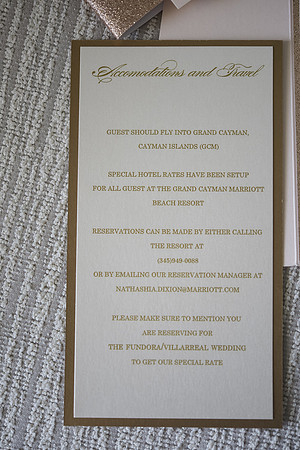 Accomodations and Travel
GUEST SHOULD FLY INTO GRAND CAYMAN,
CAYMAN ISLANDS (GCM)
SPECIAL HOTEL RATES HAVE BEEN SETUP
FOR ALL GUEST AT THE GRAND CAYMAN MARRIOTT
BEACH RESORT
RESERVATIONS CAN BE MADE BY EITHER CALLING
THE RESORT AT
(345)949-0088
OR BY EMAILING OUR RESERVATION MANAGER AT
NATHASHIA.DIXION@MARRIOTT.COM
PLEASE MAKE SURE TO MENTION YOU
ARE RESERVING FOR
THE FUNDORA/VILLARREAL WEDDING
TO GET OUR SPECIAL RATE